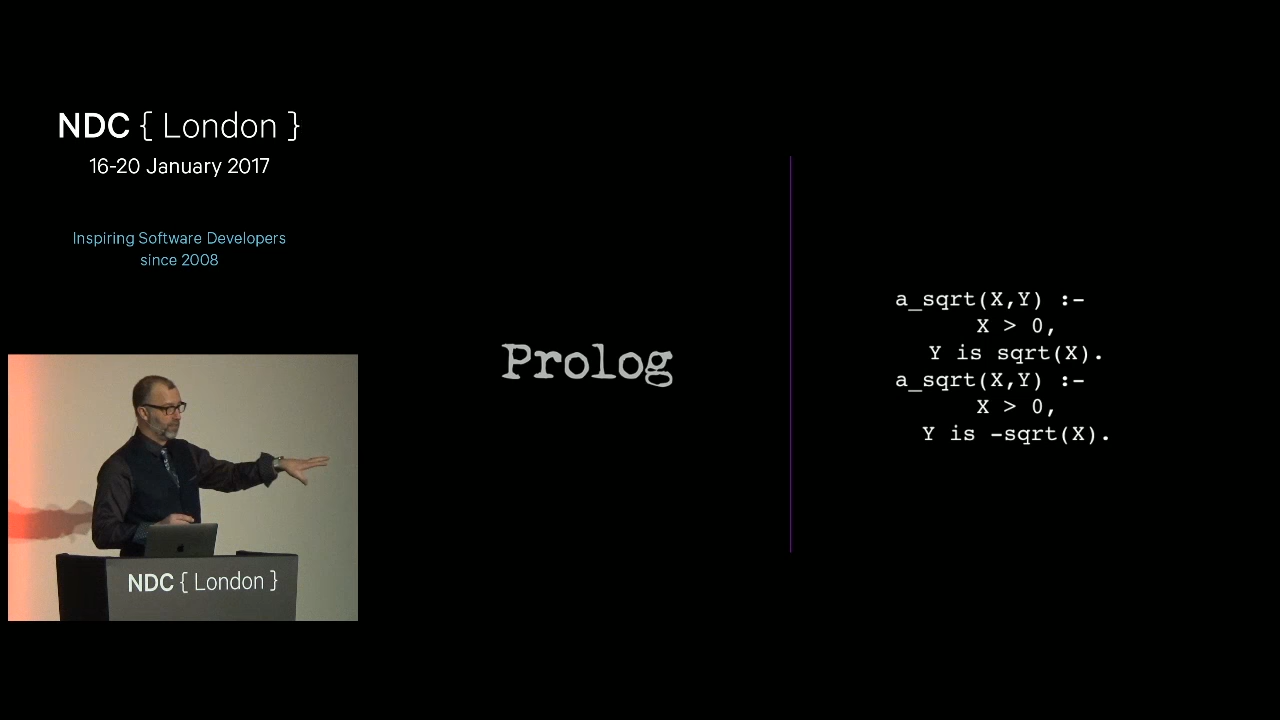 NDC { London }
16-20 January 2017
Inspiring Software Developers
since 2008
NDC { London }
Prolog
a_sqrt(X,Y) :-
X > 0,
Y is sqrt(X).
a_sqrt(X,Y) :-
X > 0,
Y is -sqrt(X).